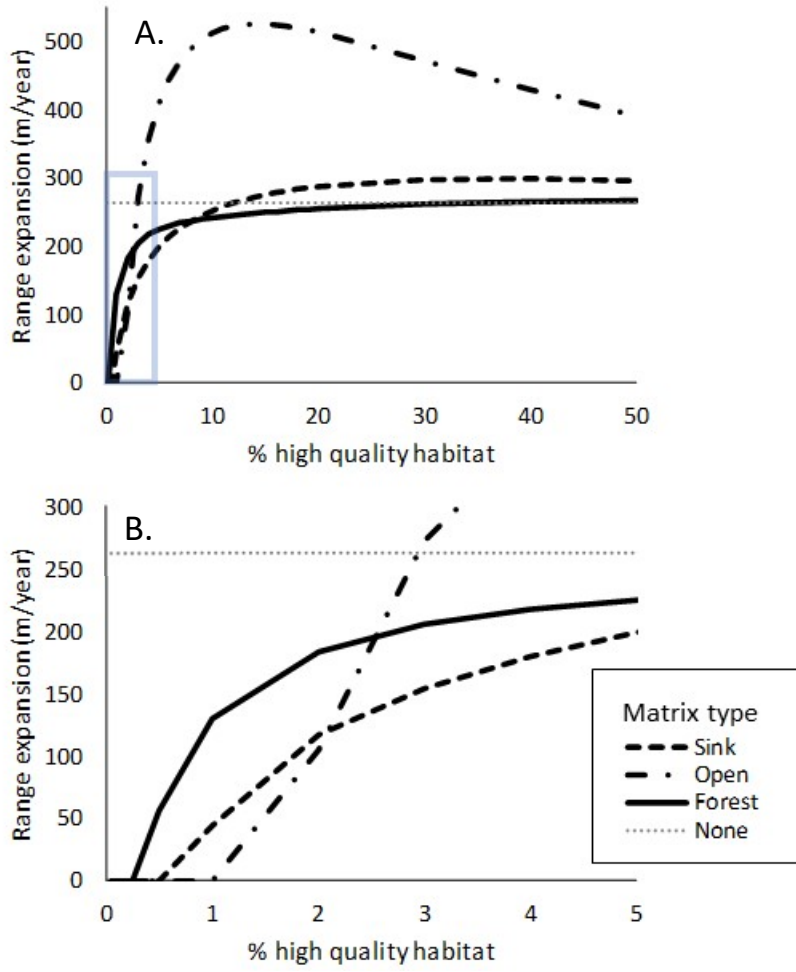 A.
Range expansion (m/year)
500
400
300
200
100
0
0 10 20 30 40 50
% high quality habitat
B.
Range expansion (m/year)
300
250
200
150
100
50
0
0 1 2 3 4 5
% high quality habitat
Matrix type
Sink
Open
Forest
None